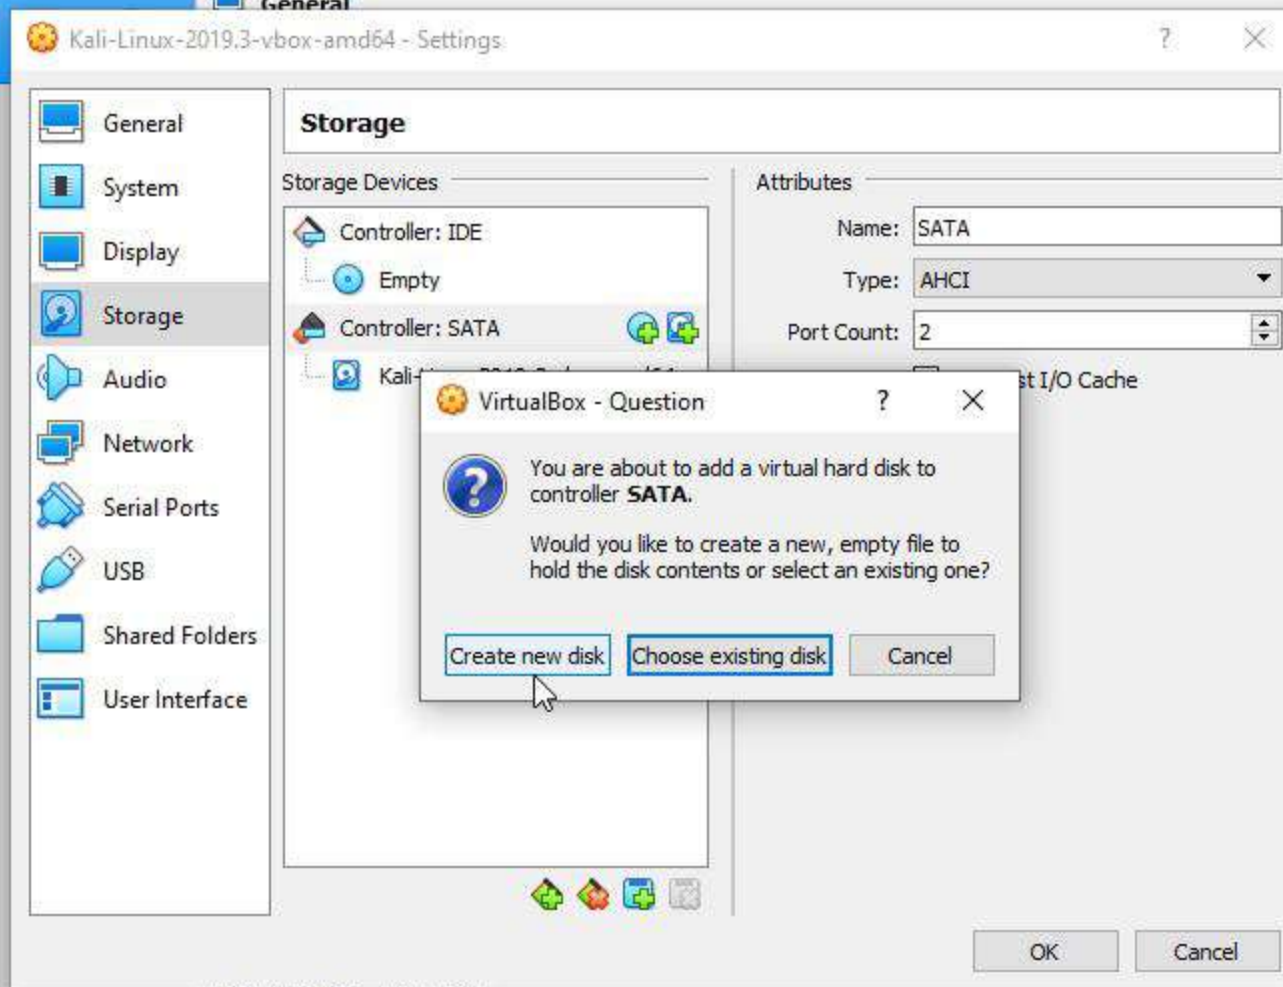 General
Kali-Linux-2019.3-vbox-amd64 - Settings
?
General
System
Display
Storage
Audio
Network
Serial Ports
USB
Shared Folders
User Interface
Storage
Storage Devices
Controller: IDE
Empty
Controller: SATA
Kali-
Attributes
Name: SATA
Type: AHCI
Port Count: 2
I/O Cache
VirtualBox - Question
?
You are about to add a virtual hard disk to
controller SATA.
Would you like to create a new, empty file to
hold the disk contents or select an existing one?
Create new disk
Choose existing disk
Cancel
OK
Cancel